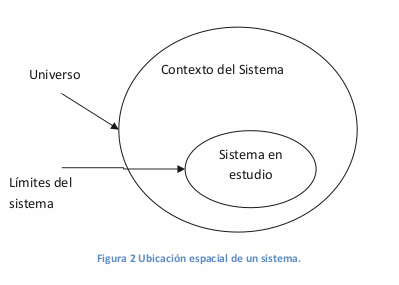 Contexto del Sistema
Universo
Sistema en
estudio
Límites del
sistema
Figura 2 Ubicación espacial de un sistema.